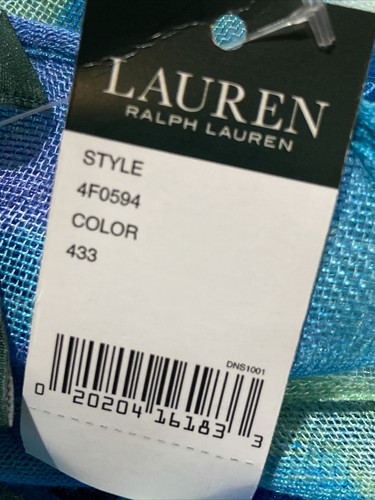 LAUREN
RALPH LAUREN
STYLE
4F0594
COLOR
433
DNS1001
0 20204 16183 3